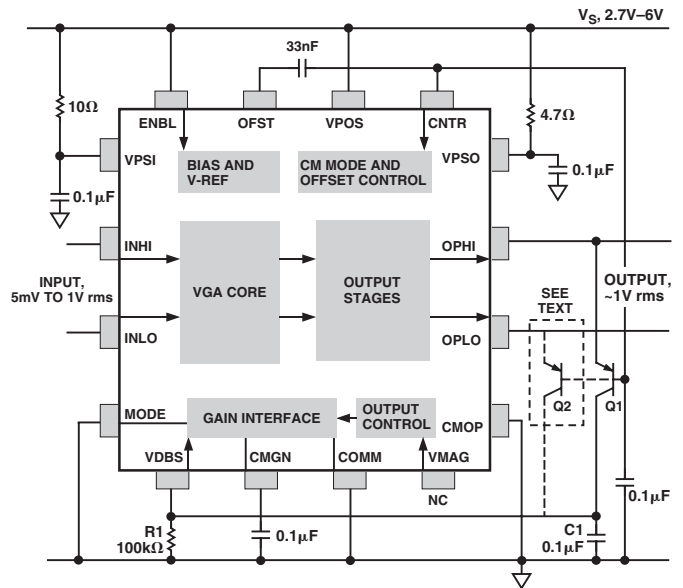 V_S, 2.7V–6V
33nF
10Ω
4.7Ω
ENBL
OFST
VPOS
CNTR
VPSI
BIAS AND
V-REF
CM MODE AND
OFFSET CONTROL
VPSO
0.1µF
0.1µF
INHI
OPHI
INPUT,
5mV TO 1V rms
VGA CORE
OUTPUT
STAGES
OUTPUT,
~1V rms
SEE
TEXT
INLO
OPLO
Q2
Q1
MODE
GAIN INTERFACE
OUTPUT
CONTROL
CMOP
VDBS
CMGN
COMM
VMAG
NC
0.1µF
R1
100kΩ
0.1µF
C1
0.1µF